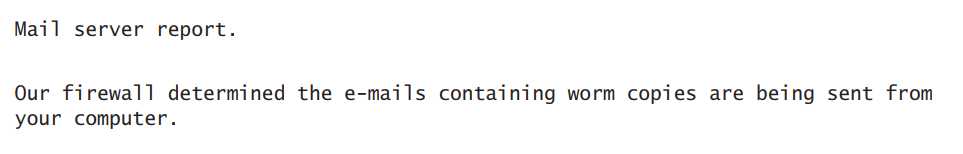 Mail server report.
Our firewall determined the e-mails containing worm copies are being sent from
your computer.